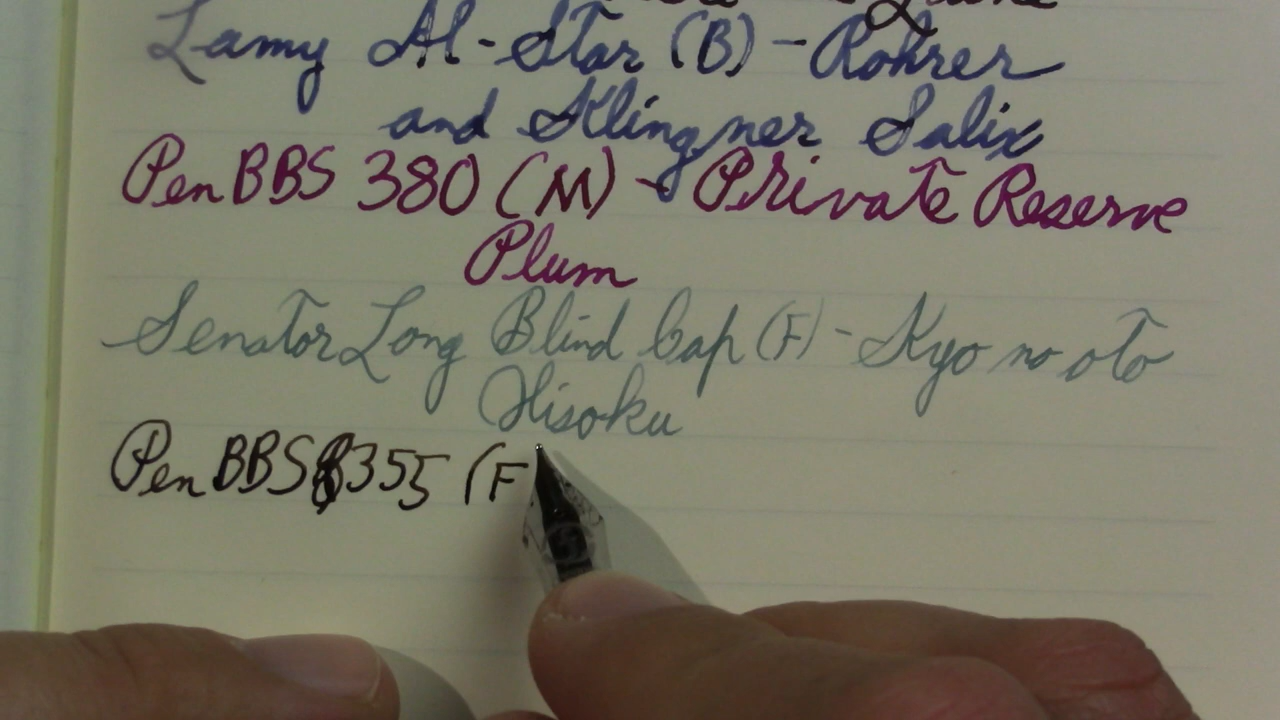 Lamy Al-Star (B) - Rohrer
and Klingner Salix
PenBBS 380 (M) - Private Reserve
Plum
Senator Long Blind Cap (F) - Kyo no oto
Hisoku
PenBBS 355 (F